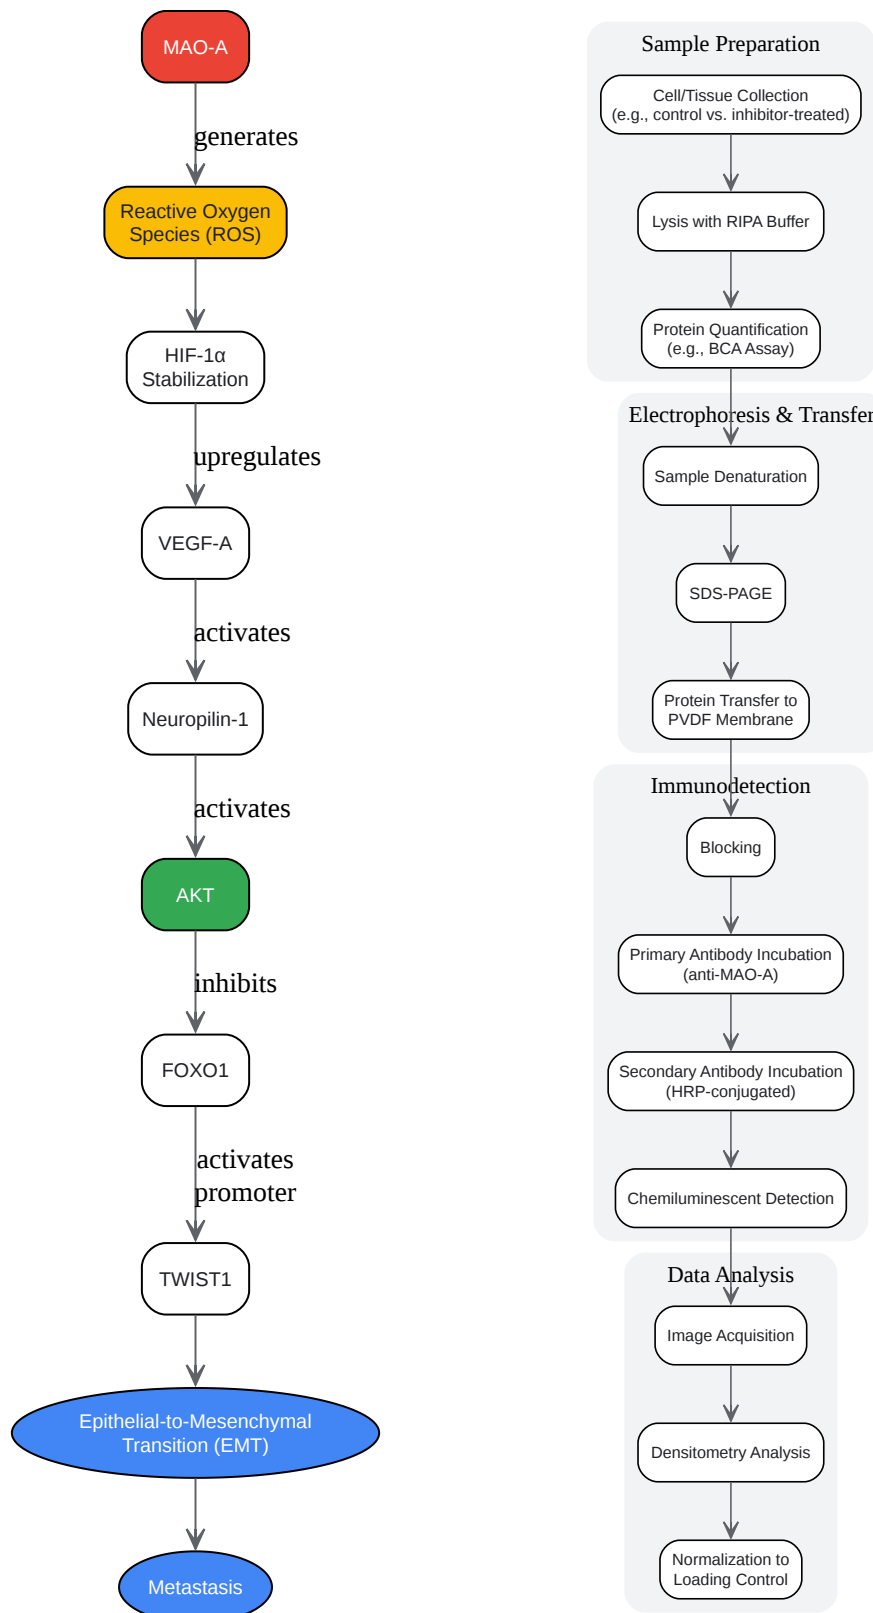 MAO-A
generates
Reactive Oxygen
Species (ROS)
HIF-1α
Stabilization
upregulates
VEGF-A
activates
Neuropilin-1
activates
AKT
inhibits
FOXO1
activates
promoter
TWIST1
Epithelial-to-Mesenchymal
Transition (EMT)
Metastasis
Sample Preparation
Cell/Tissue Collection
(e.g., control vs. inhibitor-treated)
Lysis with RIPA Buffer
Protein Quantification
(e.g., BCA Assay)
Electrophoresis & Transfer
Sample Denaturation
SDS-PAGE
Protein Transfer to
PVDF Membrane
Immunodetection
Blocking
Primary Antibody Incubation
(anti-MAO-A)
Secondary Antibody Incubation
(HRP-conjugated)
Chemiluminescent Detection
Data Analysis
Image Acquisition
Densitometry Analysis
Normalization to
Loading Control